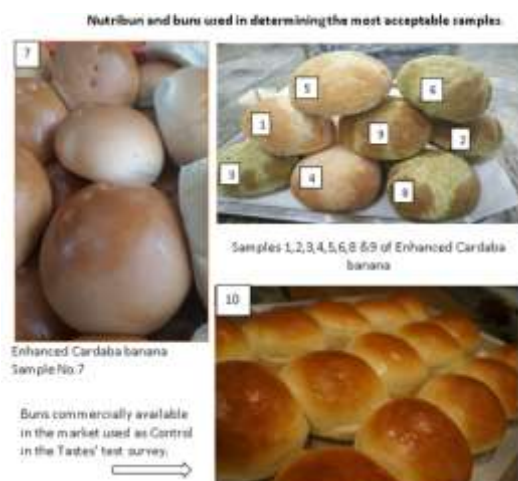 Nutribun and buns used in determining the most acceptable samples
7
5
6
1
9
2
3
4
8
Samples 1,2,3,4,5,6,8 &9 of Enhanced Cardaba
banana
10
Enhanced Cardaba banana
Sample No.7
Buns commercially available
in the market used as Control
in the Tastes' test survey.